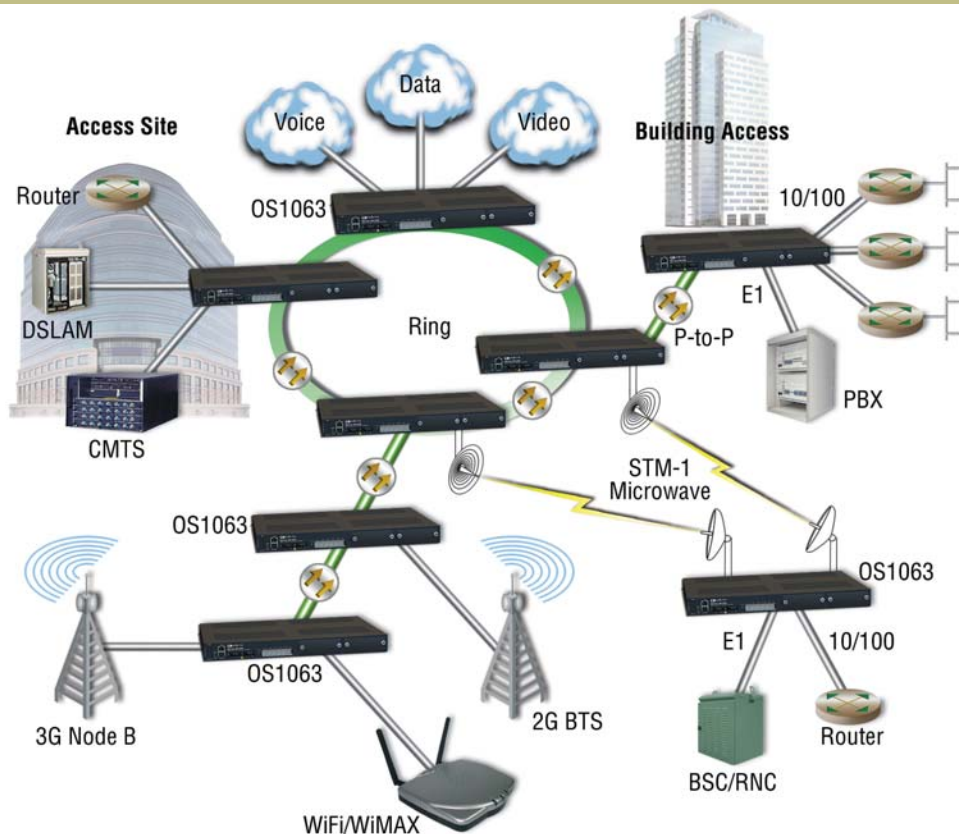 Data
Voice
Video
Access Site
Building Access
Router
OS1063
10/100
DSLAM
Ring
E1
P-to-P
CMTS
PBX
STM-1
Microwave
OS1063
OS1063
E1
10/100
OS1063
3G Node B
2G BTS
BSC/RNC
Router
WiFi/WiMAX